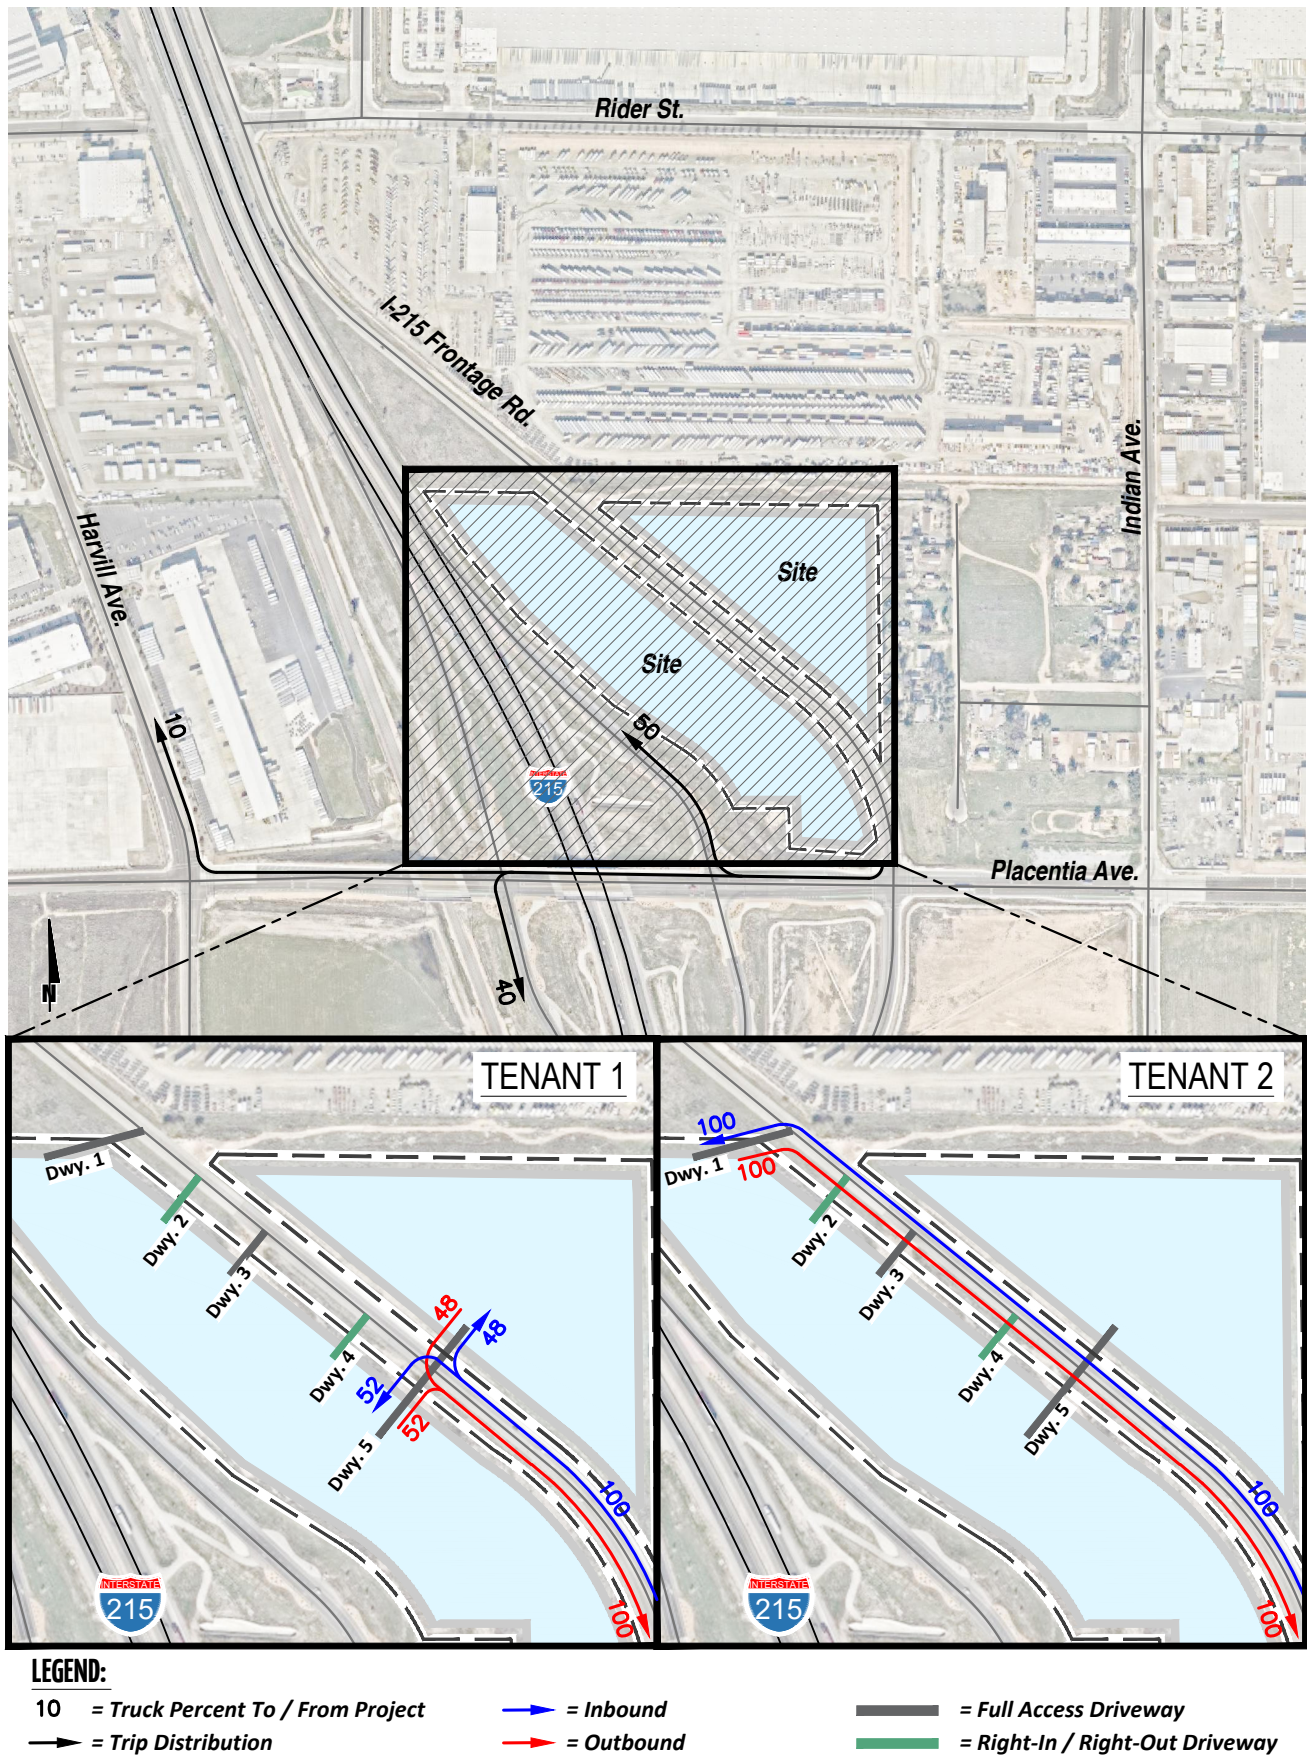 Rider St.
I-215 Frontage Rd.
Indian Ave.
Harvill Ave.
Site
Site
50
10
INTERSTATE
215
Placentia Ave.
40
N
TENANT 1
Dwy. 1
Dwy. 2
Dwy. 3
Dwy. 4
Dwy. 5
48
48
52
52
100
100
INTERSTATE
215
TENANT 2
100
100
Dwy. 1
Dwy. 2
Dwy. 3
Dwy. 4
Dwy. 5
100
100
INTERSTATE
215
LEGEND:
10 = Truck Percent To / From Project
= Trip Distribution
= Inbound
= Outbound
= Full Access Driveway
= Right-In / Right-Out Driveway